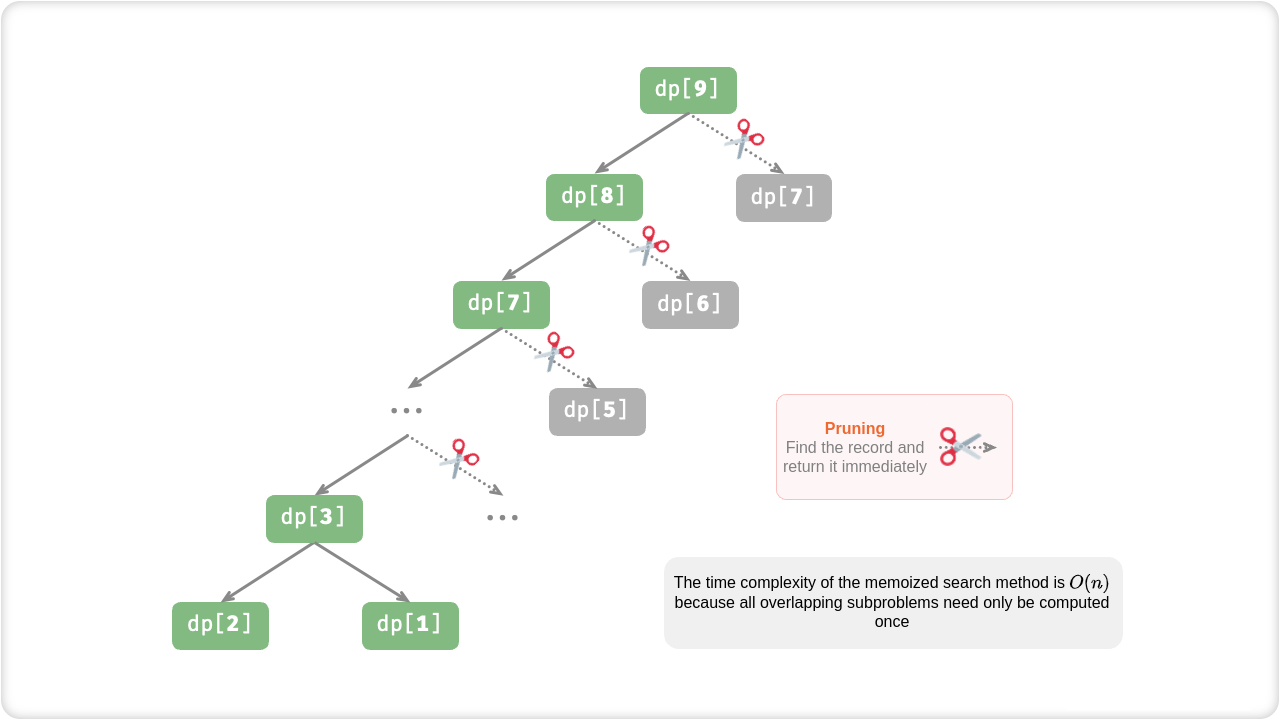 dp[9]
dp[8]
dp[7]
dp[7]
dp[6]
...
dp[5]
Pruning
Find the record and
return it immediately
dp[3]
...
The time complexity of the memoized search method is O(n)
because all overlapping subproblems need only be computed
once
dp[2]
dp[1]